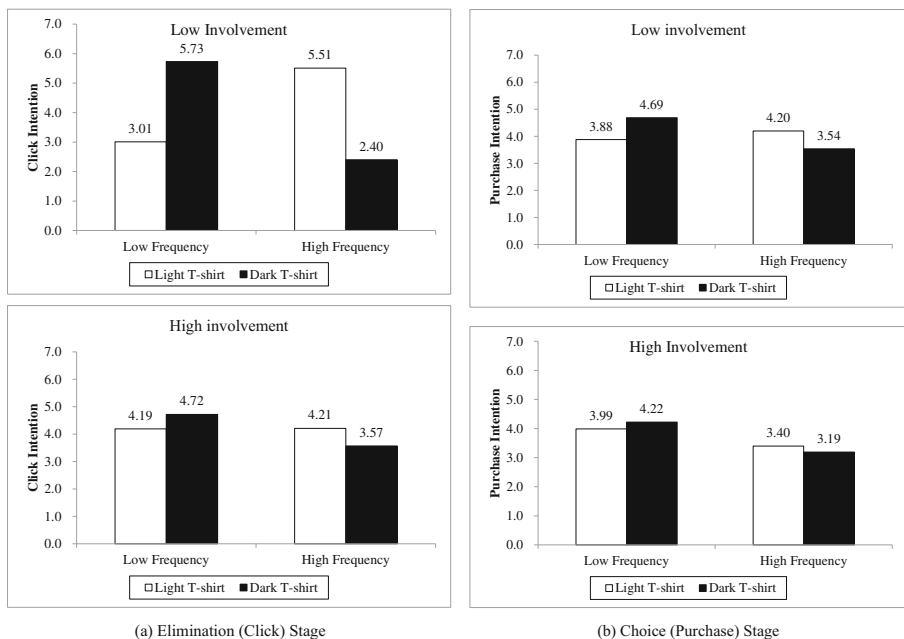 Low Involvement
7.0
6.0
5.0
4.0
3.0
2.0
1.0
0.0
Click Intention
3.01
5.73
5.51
2.40
Low Frequency High Frequency
Light T-shirt Dark T-shirt
High involvement
7.0
6.0
5.0
4.0
3.0
2.0
1.0
0.0
Click Intention
4.19
4.72
4.21
3.57
Low Frequency High Frequency
Light T-shirt Dark T-shirt
(a) Elimination (Click) Stage
Low involvement
7.0
6.0
5.0
4.0
3.0
2.0
1.0
0.0
Purchase Intention
3.88
4.69
4.20
3.54
Low Frequency High Frequency
Light T-shirt Dark T-shirt
High Involvement
7.0
6.0
5.0
4.0
3.0
2.0
1.0
0.0
Purchase Intention
3.99
4.22
3.40
3.19
Low Frequency High Frequency
Light T-shirt Dark T-shirt
(b) Choice (Purchase) Stage